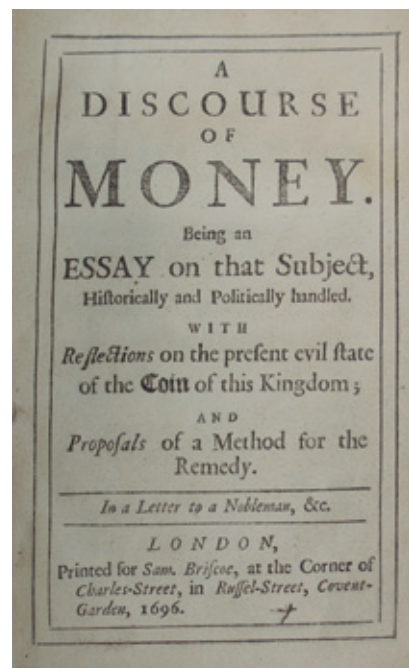 A
DISCOURSE
OF
MONEY.
Being an
ESSAY on that Subject,
Hiſtorically and Politically handled.
WITH
Reflections on the preſent evil ſtate
of the Coin of this Kingdom;
AND
Propoſals of a Method for the
Remedy.
In a Letter to a Nobleman, &c.
LONDON,
Printed for Sam. Briſcoe, at the Corner of
Charles-Street, in Ruſſel-Street, Covent-
Garden, 1696.